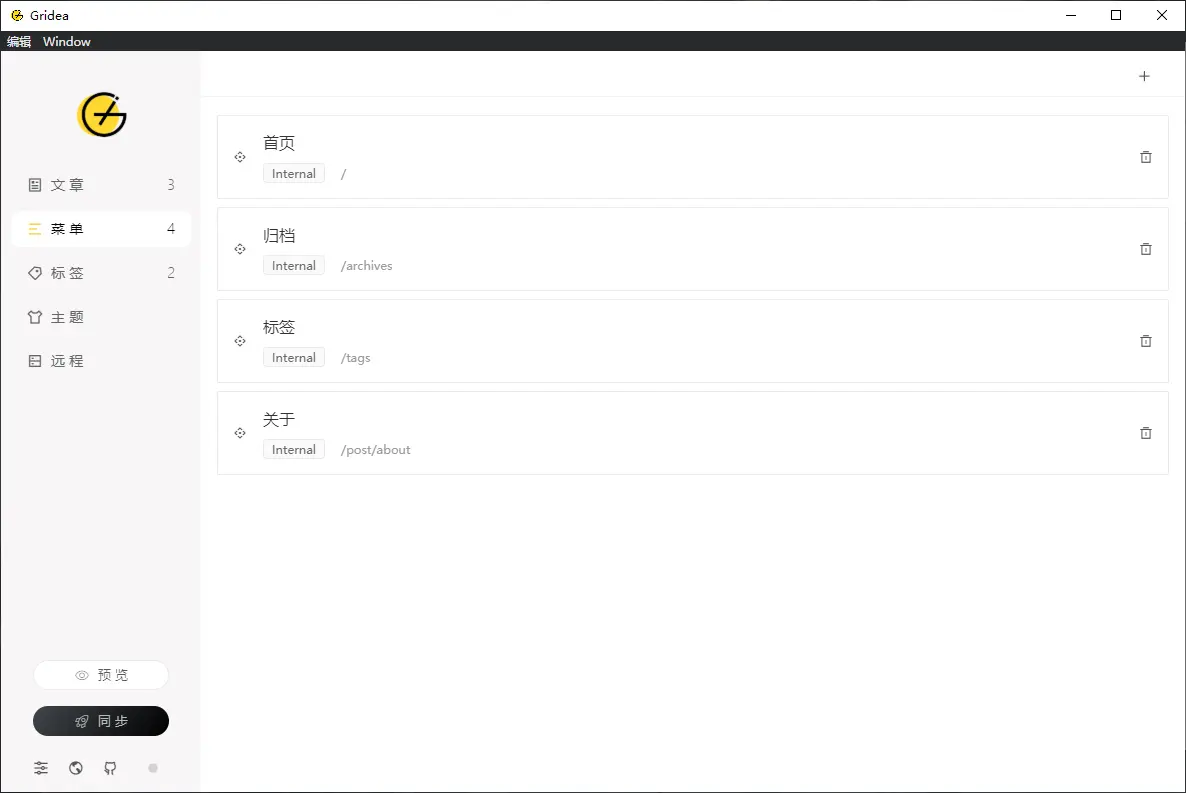 Gridea
编辑 Window
文章 3
菜单 4
标签 2
主题
远程
预览
同步
首页
Internal /
归档
Internal /archives
标签
Internal /tags
关于
Internal /post/about